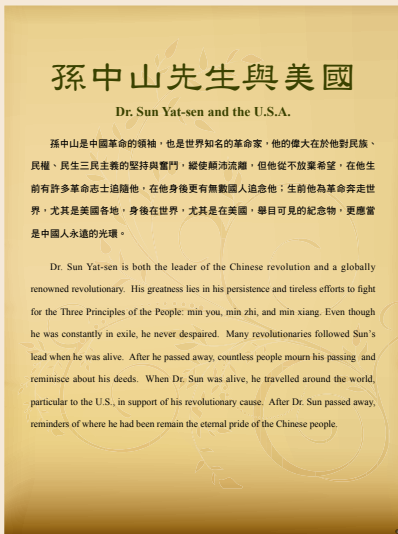 孫中山先生與美國
Dr. Sun Yat-sen and the U.S.A.
孫中山是中國革命的領袖，也是世界知名的革命家，他的偉大在於他對民族、
民權、民生三民主義的堅持與奮鬥，縱使顛沛流離，但他從不放棄希望，在他生
前有許多革命志士追隨他，在他身後更有無數國人追念他；生前他為革命奔走世
界，尤其是美國各地，身後在世界，尤其是在美國，舉目可見的紀念物，更應當
是中國人永遠的光環。
Dr. Sun Yat-sen is both the leader of the Chinese revolution and a globally
renowned revolutionary. His greatness lies in his persistence and tireless efforts to fight
for the Three Principles of the People: min you, min zhi, and min xiang. Even though
he was constantly in exile, he never despaired. Many revolutionaries followed Sun's
lead when he was alive. After he passed away, countless people mourn his passing and
reminisce about his deeds. When Dr. Sun was alive, he travelled around the world,
particular to the U.S., in support of his revolutionary cause. After Dr. Sun passed away,
reminders of where he had been remain the eternal pride of the Chinese people.